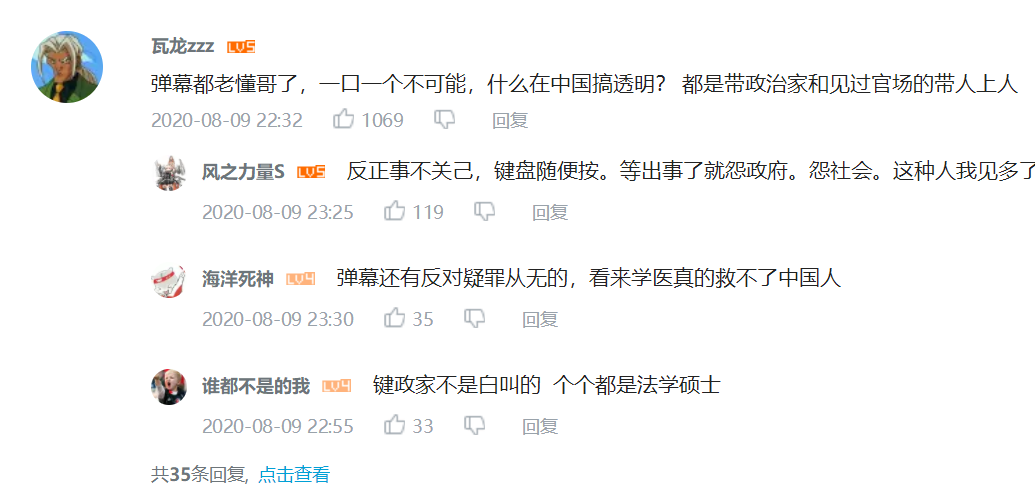 瓦龙zzz LV5
弹幕都老懂哥了，一口一个不可能，什么在中国搞透明？ 都是带政治家和见过官场的带人上人
2020-08-09 22:32 1069 回复
风之力量S LV5 反正事不关己，键盘随便按。等出事了就怨政府。怨社会。这种人我见多了
2020-08-09 23:25 119 回复
海洋死神 LV4 弹幕还有反对疑罪从无的，看来学医真的救不了中国人
2020-08-09 23:30 35 回复
谁都不是的我 LV4 键政家不是白叫的 个个都是法学硕士
2020-08-09 22:55 33 回复
共35条回复, 点击查看